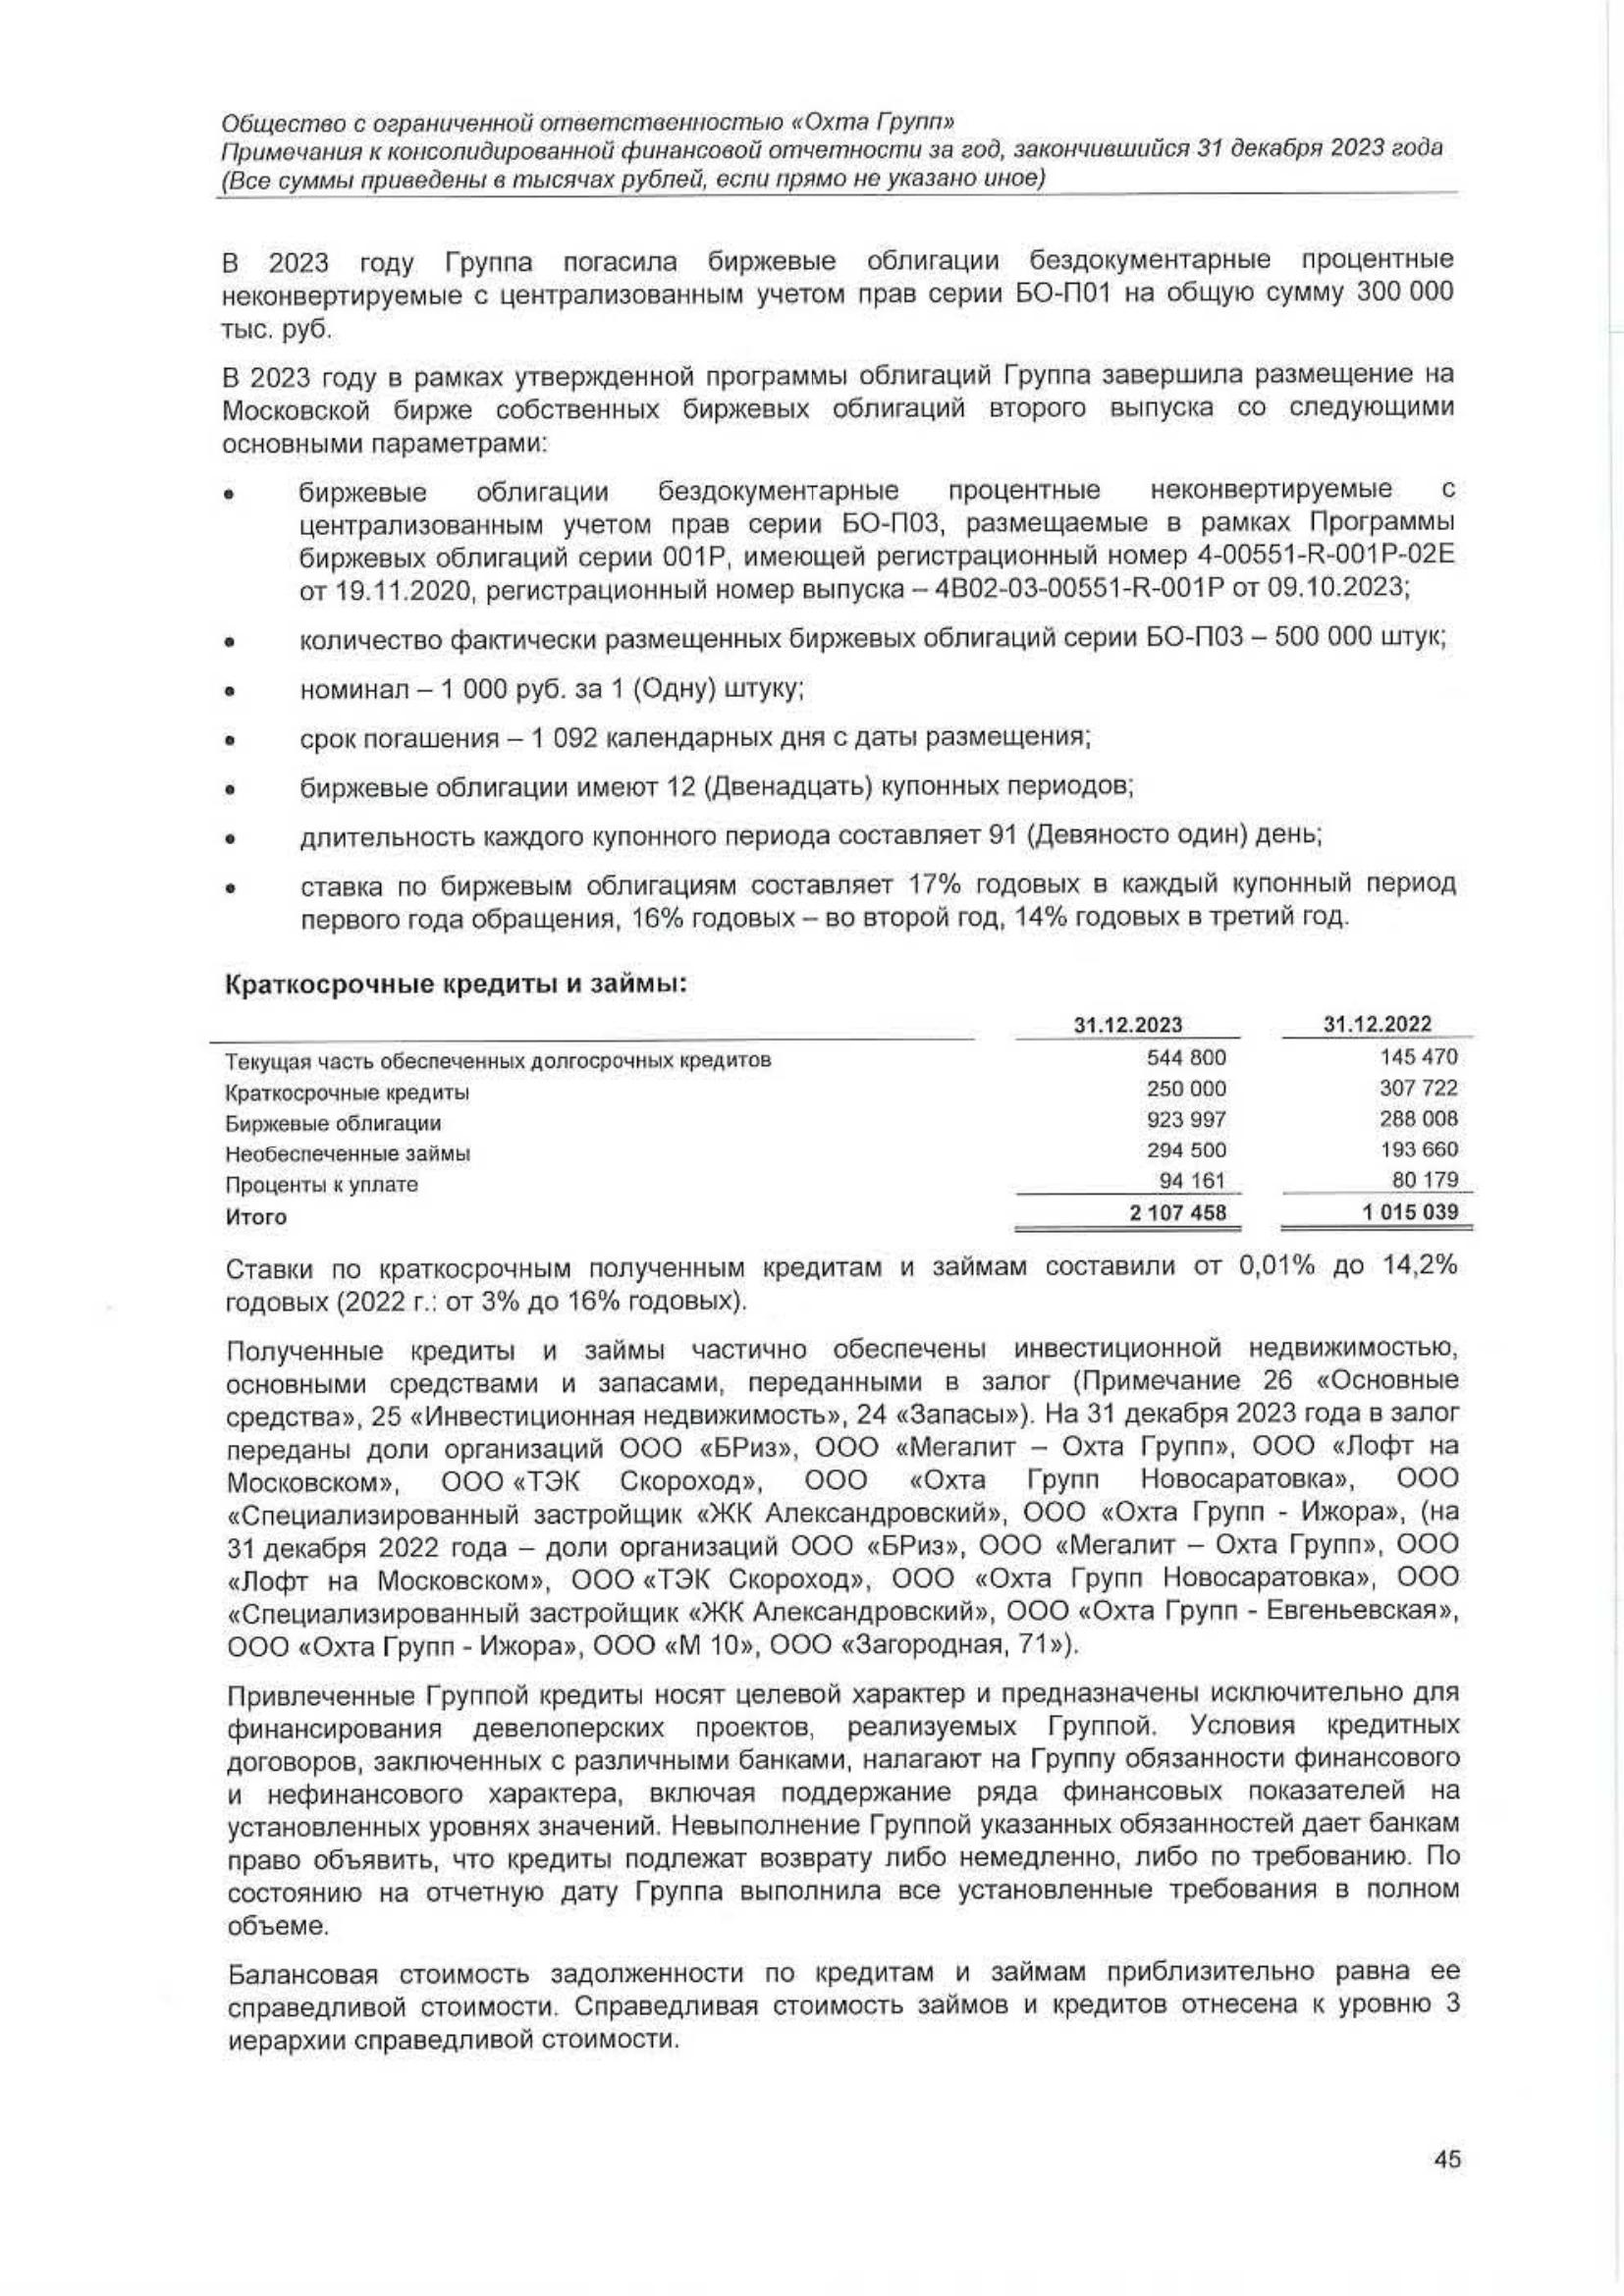 Общество с ограниченной ответственностью «Охта Групп»
Примечания к консолидированной финансовой отчетности за год, закончившийся 31 декабря 2023 года
(Все суммы приведены в тысячах рублей, если прямо не указано иное)
В 2023 году Группа погасила биржевые облигации бездокументарные процентные
неконвертируемые с централизованным учетом прав серии БО-П01 на общую сумму 300 000
тыс. руб.
В 2023 году в рамках утвержденной программы облигаций Группа завершила размещение на
Московской бирже собственных биржевых облигаций второго выпуска со следующими
основными параметрами:
• биржевые облигации бездокументарные процентные неконвертируемые с
централизованным учетом прав серии БО-П03, размещаемые в рамках Программы
биржевых облигаций серии 001P, имеющей регистрационный номер 4-00551-R-001P-02E
от 19.11.2020, регистрационный номер выпуска – 4B02-03-00551-R-001P от 09.10.2023;
• количество фактически размещенных биржевых облигаций серии БО-П03 – 500 000 штук;
• номинал – 1 000 руб. за 1 (Одну) штуку;
• срок погашения – 1 092 календарных дня с даты размещения;
• биржевые облигации имеют 12 (Двенадцать) купонных периодов;
• длительность каждого купонного периода составляет 91 (Девяносто один) день;
• ставка по биржевым облигациям составляет 17% годовых в каждый купонный период
первого года обращения, 16% годовых – во второй год, 14% годовых в третий год.
Краткосрочные кредиты и займы:
31.12.2023 31.12.2022
Текущая часть обеспеченных долгосрочных кредитов 544 800 145 470
Краткосрочные кредиты 250 000 307 722
Биржевые облигации 923 997 288 008
Необеспеченные займы 294 500 193 660
Проценты к уплате 94 161 80 179
Итого 2 107 458 1 015 039
Ставки по краткосрочным полученным кредитам и займам составили от 0,01% до 14,2%
годовых (2022 г.: от 3% до 16% годовых).
Полученные кредиты и займы частично обеспечены инвестиционной недвижимостью,
основными средствами и запасами, переданными в залог (Примечание 26 «Основные
средства», 25 «Инвестиционная недвижимость», 24 «Запасы»). На 31 декабря 2023 года в залог
переданы доли организаций ООО «БРиз», ООО «Мегалит – Охта Групп», ООО «Лофт на
Московском», ООО «ТЭК Скороход», ООО «Охта Групп Новосаратовка», ООО
«Специализированный застройщик «ЖК Александровский», ООО «Охта Групп - Ижора», (на
31 декабря 2022 года – доли организаций ООО «БРиз», ООО «Мегалит – Охта Групп», ООО
«Лофт на Московском», ООО «ТЭК Скороход», ООО «Охта Групп Новосаратовка», ООО
«Специализированный застройщик «ЖК Александровский», ООО «Охта Групп - Евгеньевская»,
ООО «Охта Групп - Ижора», ООО «М 10», ООО «Загородная, 71»).
Привлеченные Группой кредиты носят целевой характер и предназначены исключительно для
финансирования девелоперских проектов, реализуемых Группой. Условия кредитных
договоров, заключенных с различными банками, налагают на Группу обязанности финансового
и нефинансового характера, включая поддержание ряда финансовых показателей на
установленных уровнях значений. Невыполнение Группой указанных обязанностей дает банкам
право объявить, что кредиты подлежат возврату либо немедленно, либо по требованию. По
состоянию на отчетную дату Группа выполнила все установленные требования в полном
объеме.
Балансовая стоимость задолженности по кредитам и займам приблизительно равна ее
справедливой стоимости. Справедливая стоимость займов и кредитов отнесена к уровню 3
иерархии справедливой стоимости.
45